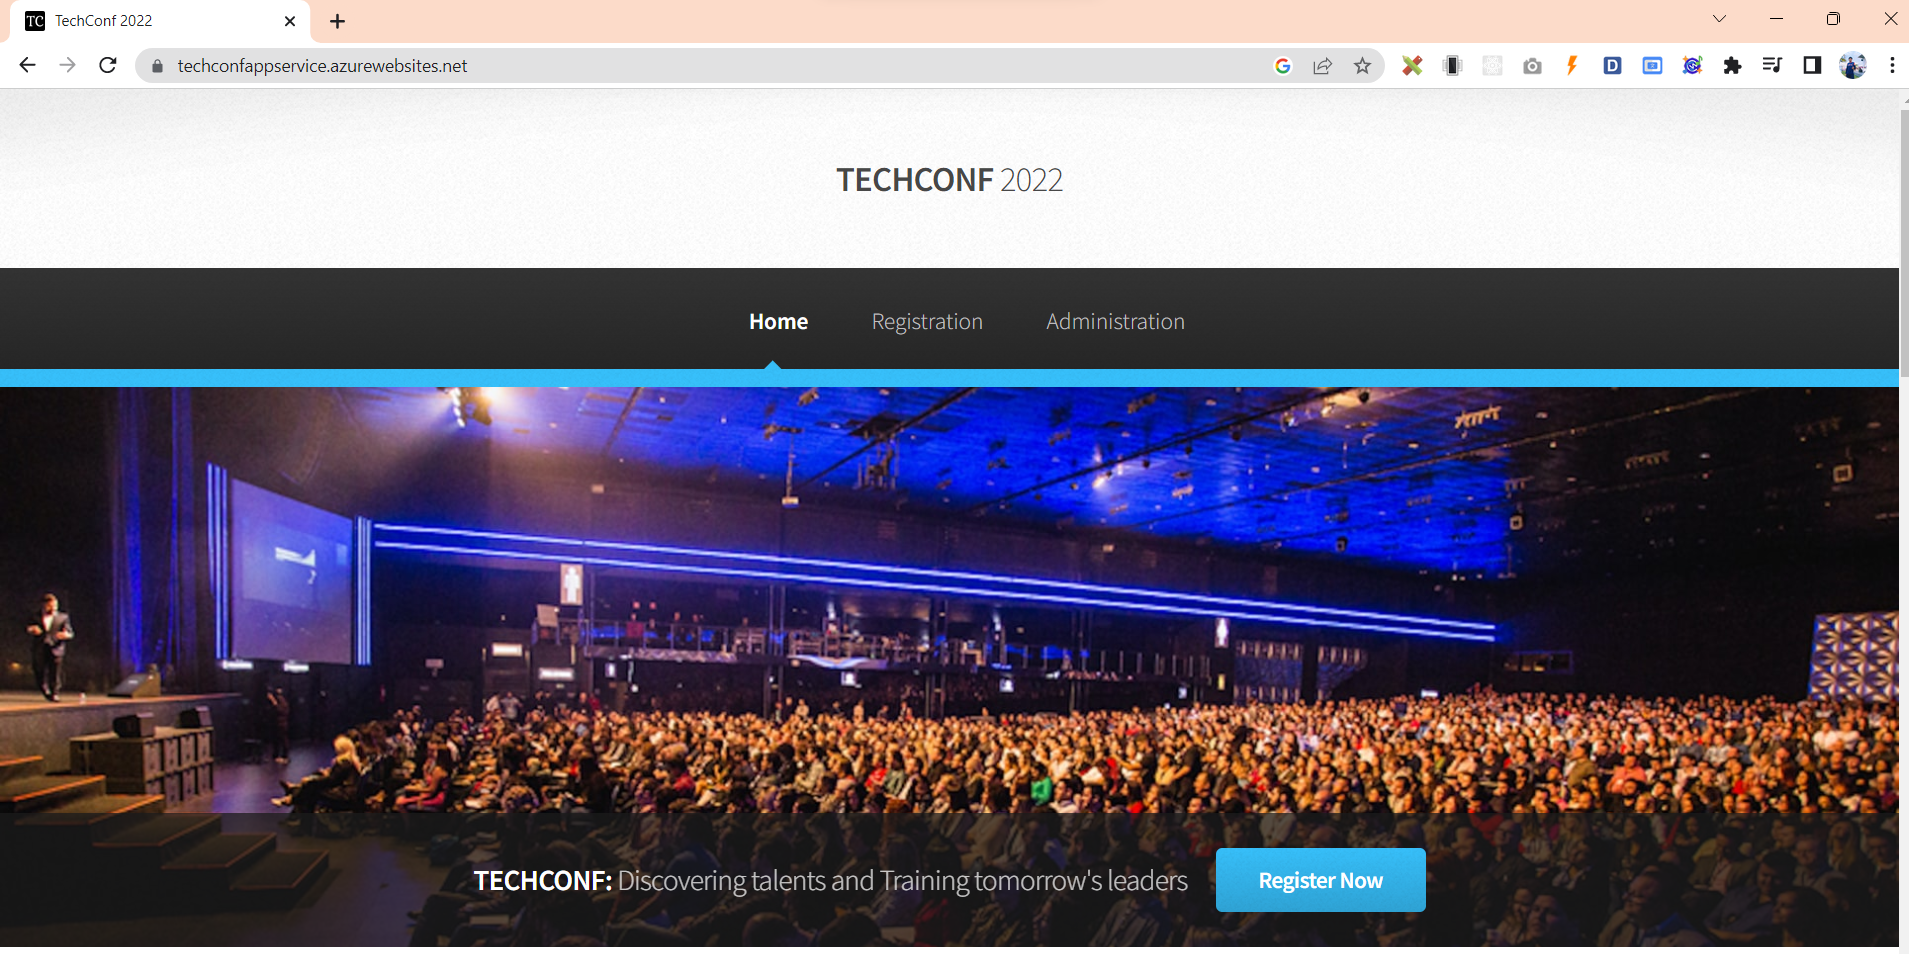 TC TechConf 2022
techconfappservice.azurewebsites.net
TECHCONF 2022
Home Registration Administration
TECHCONF: Discovering talents and Training tomorrow's leaders Register Now